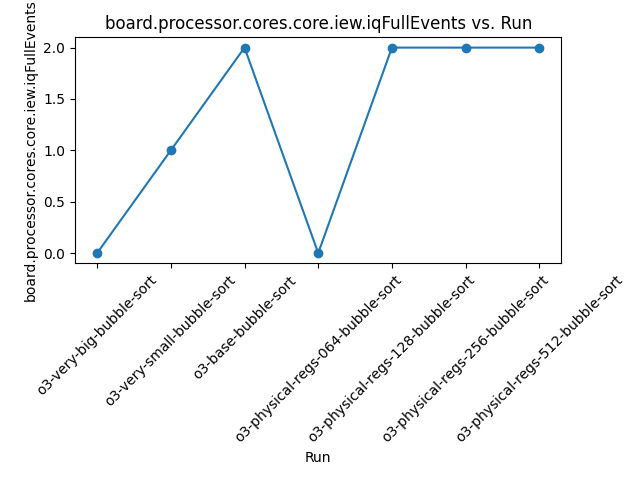 board.processor.cores.core.iew.iqFullEvents vs. Run
board.processor.cores.core.iew.iqFullEvents
2.0
1.5
1.0
0.5
0.0
o3-very-big-bubble-sort
o3-very-small-bubble-sort
o3-base-bubble-sort
o3-physical-regs-064-bubble-sort
o3-physical-regs-128-bubble-sort
o3-physical-regs-256-bubble-sort
o3-physical-regs-512-bubble-sort
Run